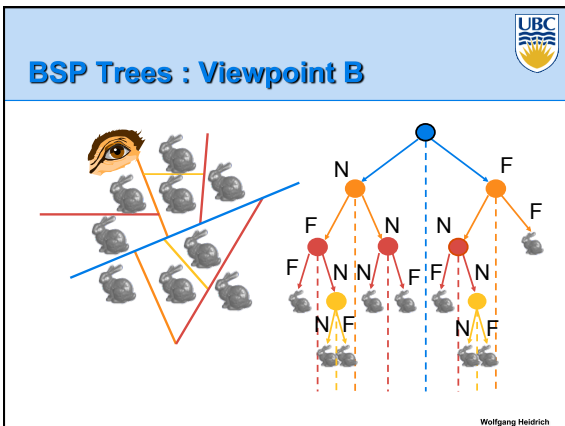 UBC
BSP Trees : Viewpoint B
N F
F N N F
F N N F F N
N F N F
Wolfgang Heidrich